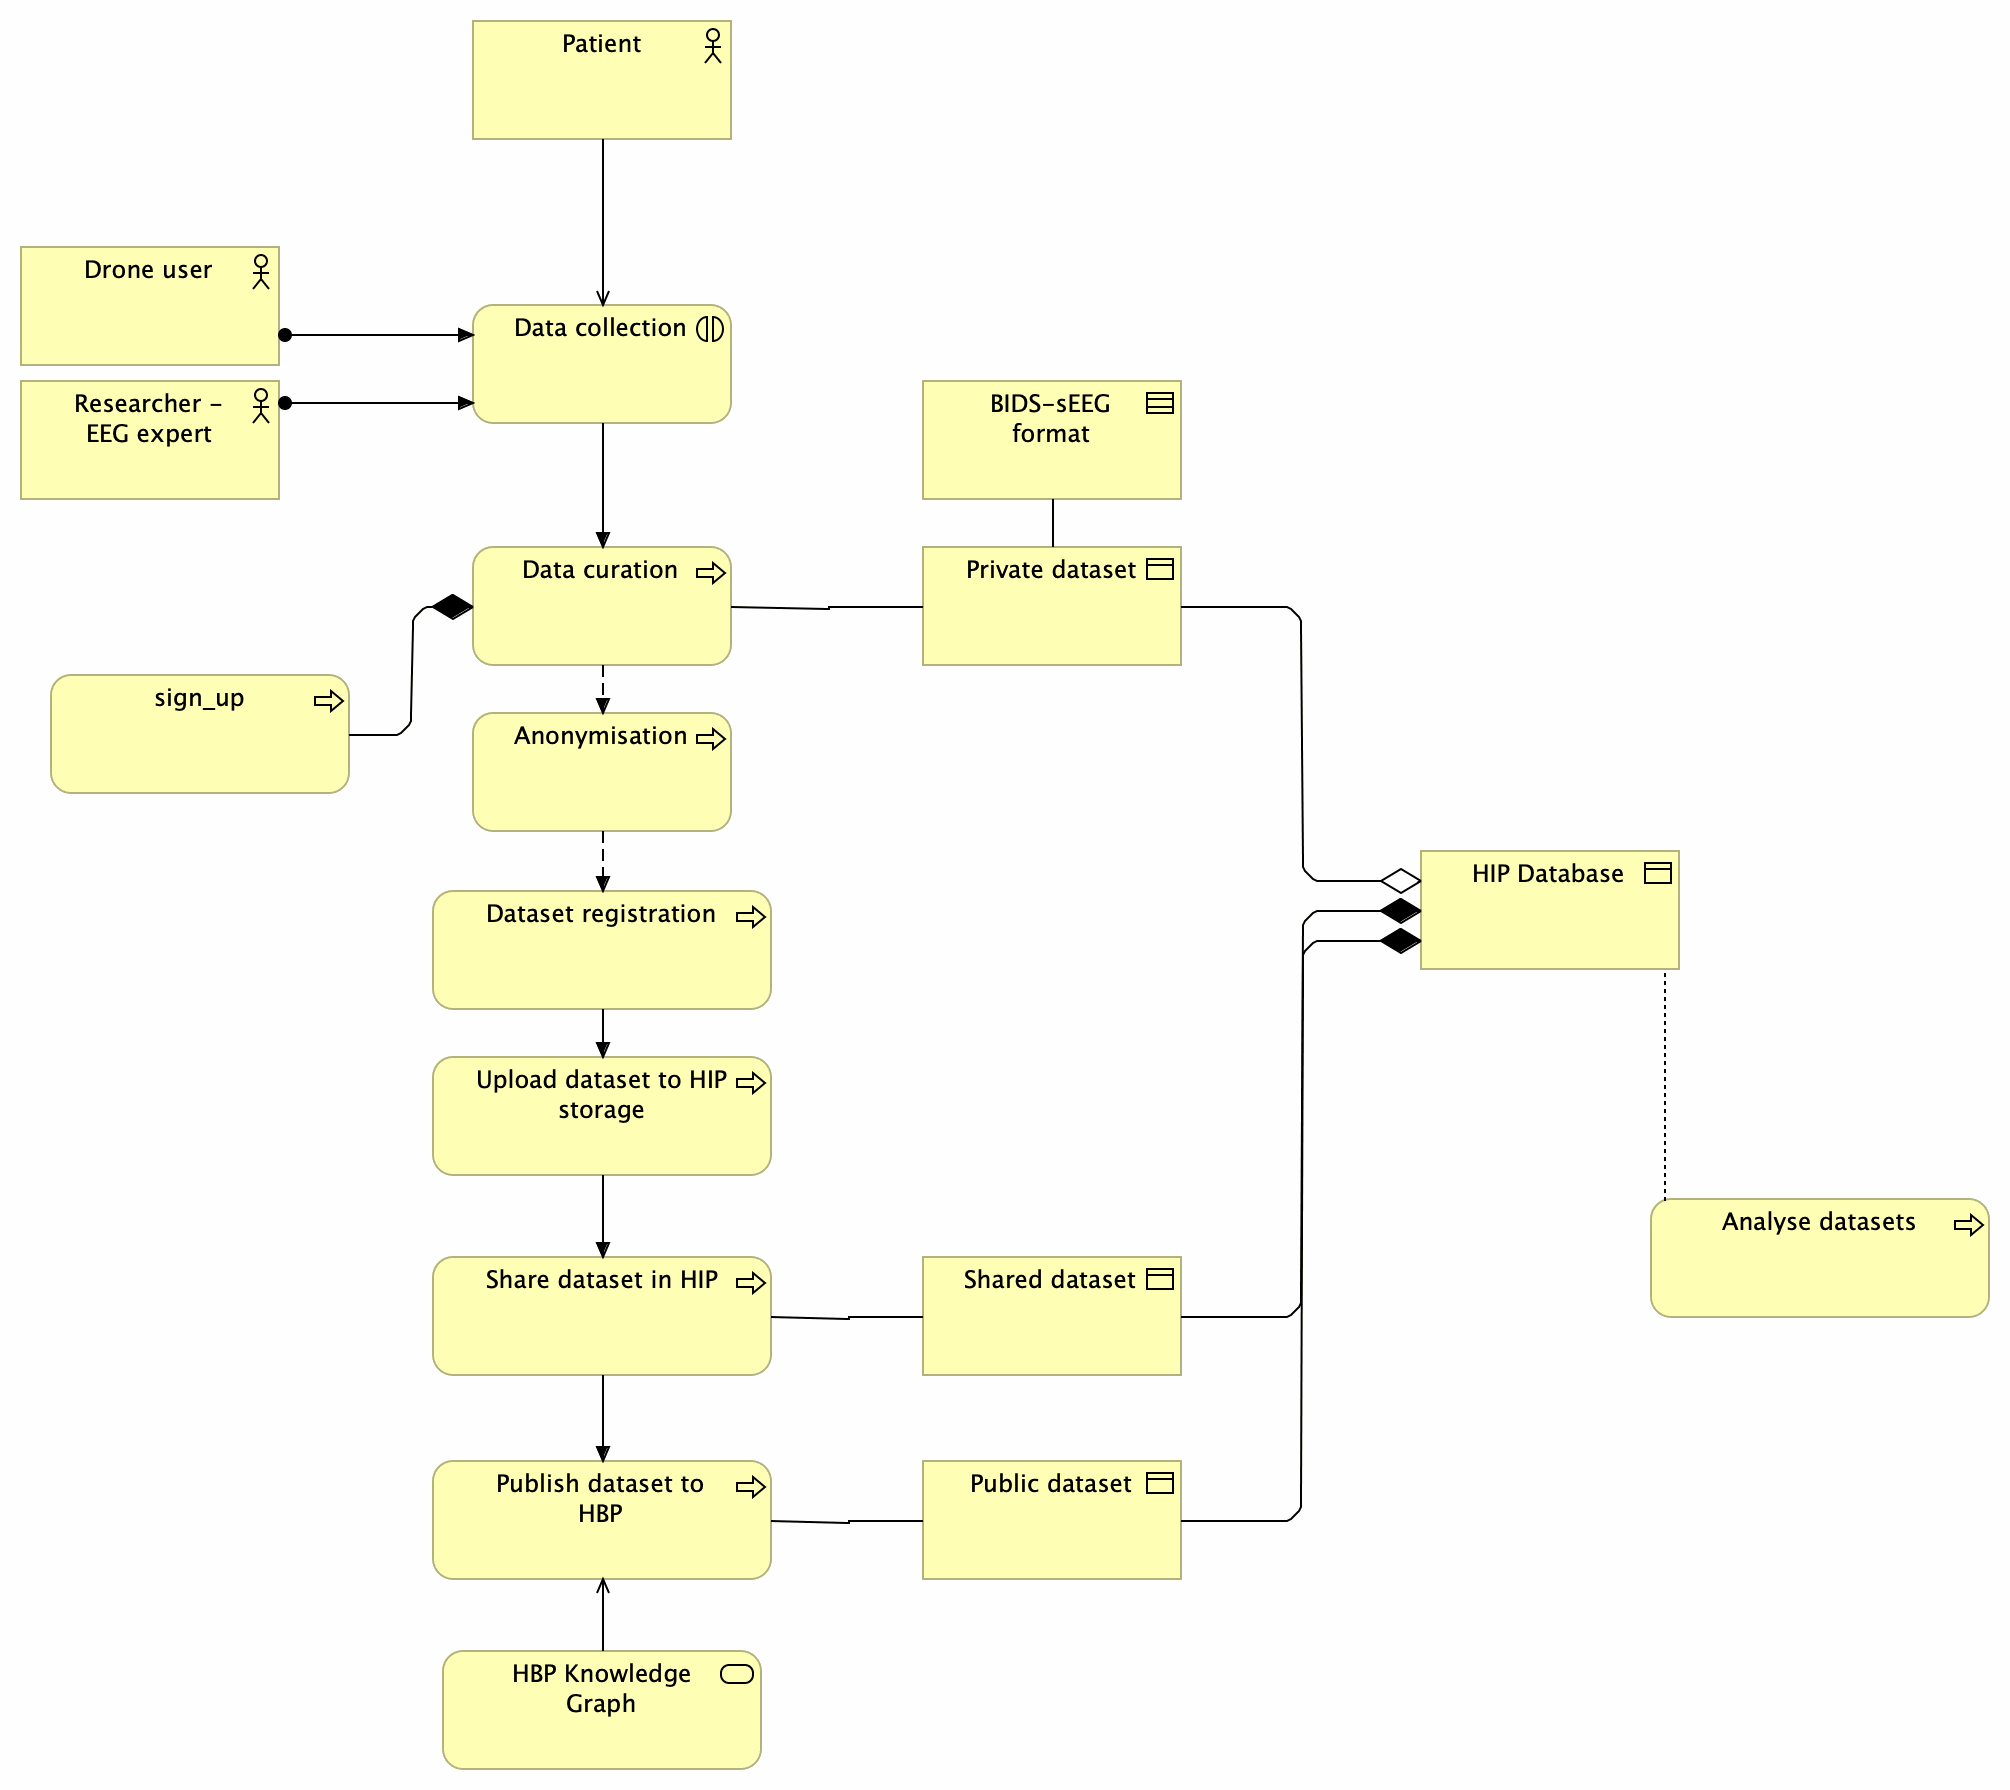 Patient
Drone user
Data collection
Researcher –
EEG expert
BIDS-sEEG
format
Data curation
Private dataset
sign_up
Anonymisation
HIP Database
Dataset registration
Upload dataset to HIP
storage
Analyse datasets
Share dataset in HIP
Shared dataset
Publish dataset to
HBP
Public dataset
HBP Knowledge
Graph